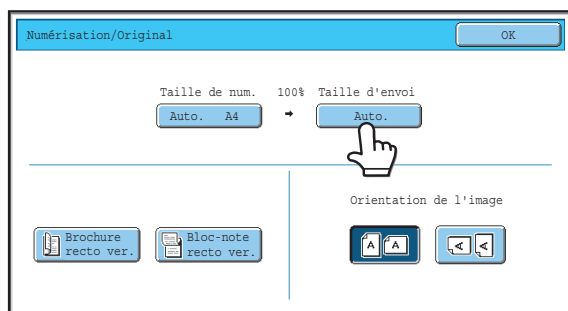 Numérisation/Original OK
Taille de num. 100% Taille d'envoi
Auto. A4 Auto.
Orientation de l'image
Brochure recto ver.
Bloc-note recto ver.
A A A A